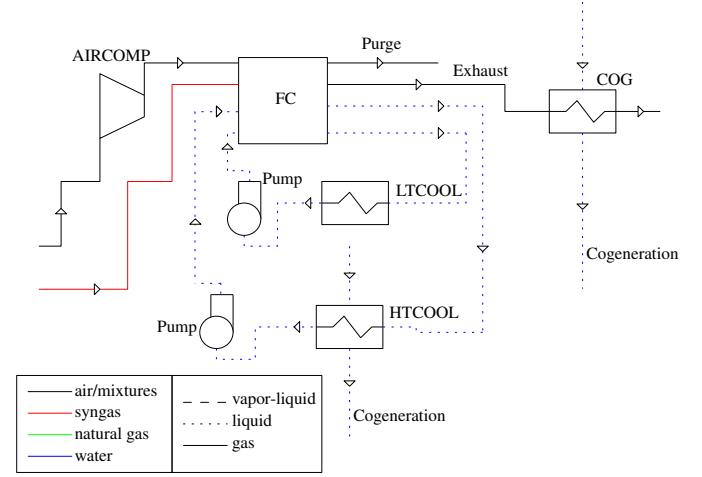 Purge
AIRCOMP
Exhaust
COG
FC
Pump
LTCOOL
Cogeneration
HTCOOL
Pump
air/mixtures
syngas
natural gas
water
vapor-liquid
liquid
gas
Cogeneration